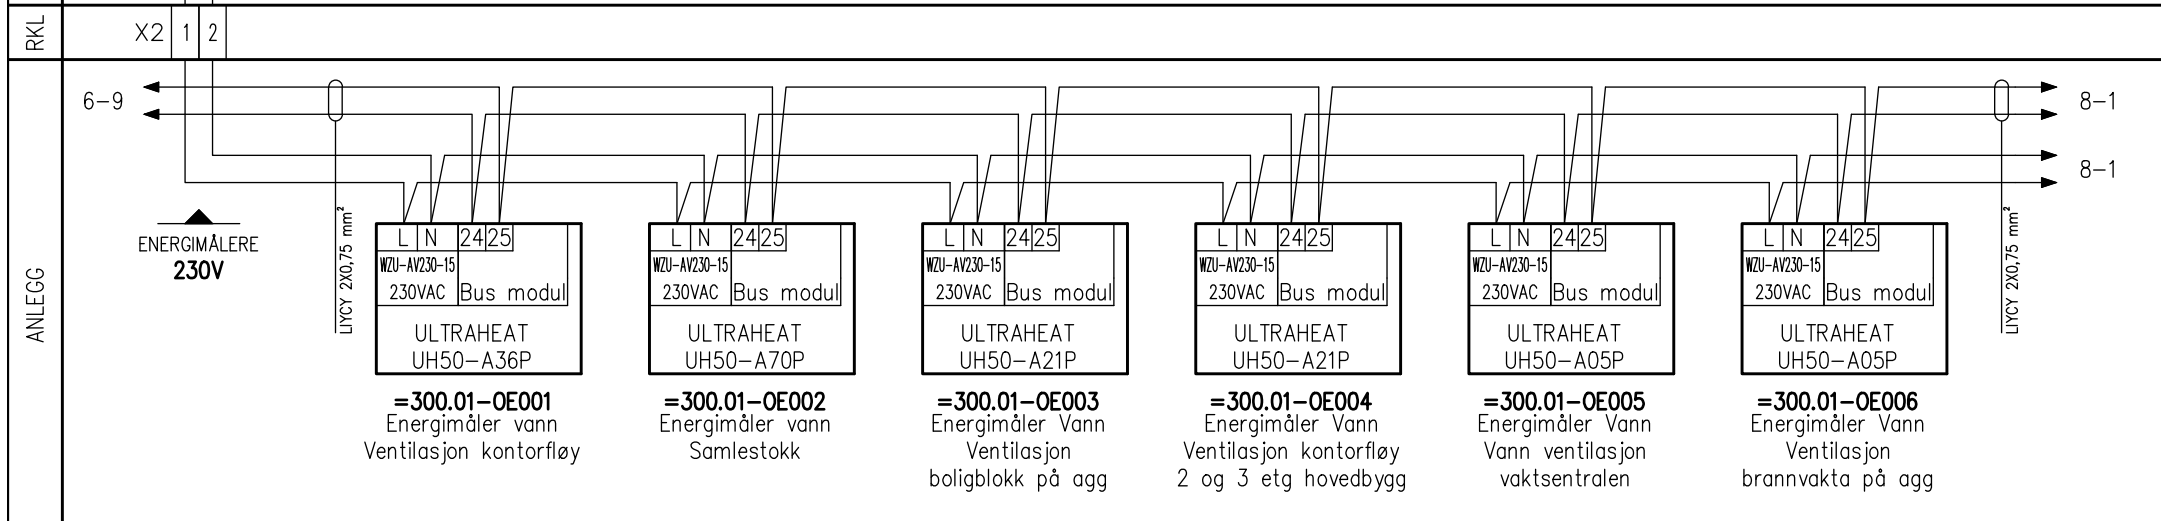 RKL
X2 1 2
ANLEGG
6-9
8-1
8-1
ENERGIMÅLERE
230V
LIYCY 2X0,75 mm²
L N 24 25
WZU-AV230-15
230VAC Bus modul
ULTRAHEAT
UH50-A36P
=300.01-OE001
Energimåler vann
Ventilasjon kontorfløy
L N 24 25
WZU-AV230-15
230VAC Bus modul
ULTRAHEAT
UH50-A70P
=300.01-OE002
Energimåler vann
Samlestokk
L N 24 25
WZU-AV230-15
230VAC Bus modul
ULTRAHEAT
UH50-A21P
=300.01-OE003
Energimåler Vann
Ventilasjon
boligblokk på agg
L N 24 25
WZU-AV230-15
230VAC Bus modul
ULTRAHEAT
UH50-A21P
=300.01-OE004
Energimåler Vann
Ventilasjon kontorfløy
2 og 3 etg hovedbygg
L N 24 25
WZU-AV230-15
230VAC Bus modul
ULTRAHEAT
UH50-A05P
=300.01-OE005
Energimåler Vann
Vann ventilasjon
vaktsentralen
L N 24 25
WZU-AV230-15
230VAC Bus modul
ULTRAHEAT
UH50-A05P
=300.01-OE006
Energimåler Vann
Ventilasjon
brannvakta på agg
LIYCY 2X0,75 mm²